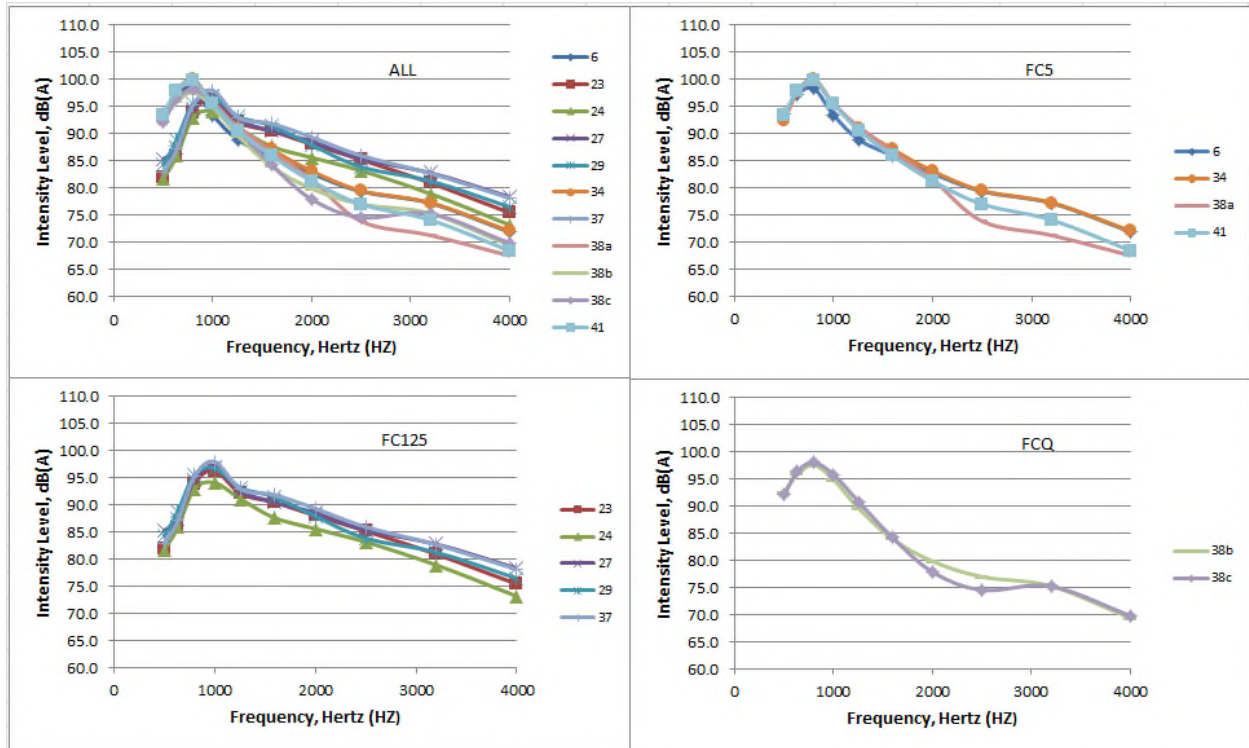 110.0
105.0
100.0
95.0
90.0
85.0
80.0
75.0
70.0
65.0
60.0
Intensity Level, dB(A)
ALL
0 1000 2000 3000 4000
Frequency, Hertz (HZ)
6
23
24
27
29
34
37
38a
38b
38c
41
110.0
105.0
100.0
95.0
90.0
85.0
80.0
75.0
70.0
65.0
60.0
Intensity Level, dB(A)
FC5
0 1000 2000 3000 4000
Frequency, Hertz (HZ)
6
34
38a
41
110.0
105.0
100.0
95.0
90.0
85.0
80.0
75.0
70.0
65.0
60.0
Intensity Level, dB(A)
FC125
0 1000 2000 3000 4000
Frequency, Hertz (HZ)
23
24
27
29
37
110.0
105.0
100.0
95.0
90.0
85.0
80.0
75.0
70.0
65.0
60.0
Intensity Level, dB(A)
FCQ
0 1000 2000 3000 4000
Frequency, Hertz (HZ)
38b
38c